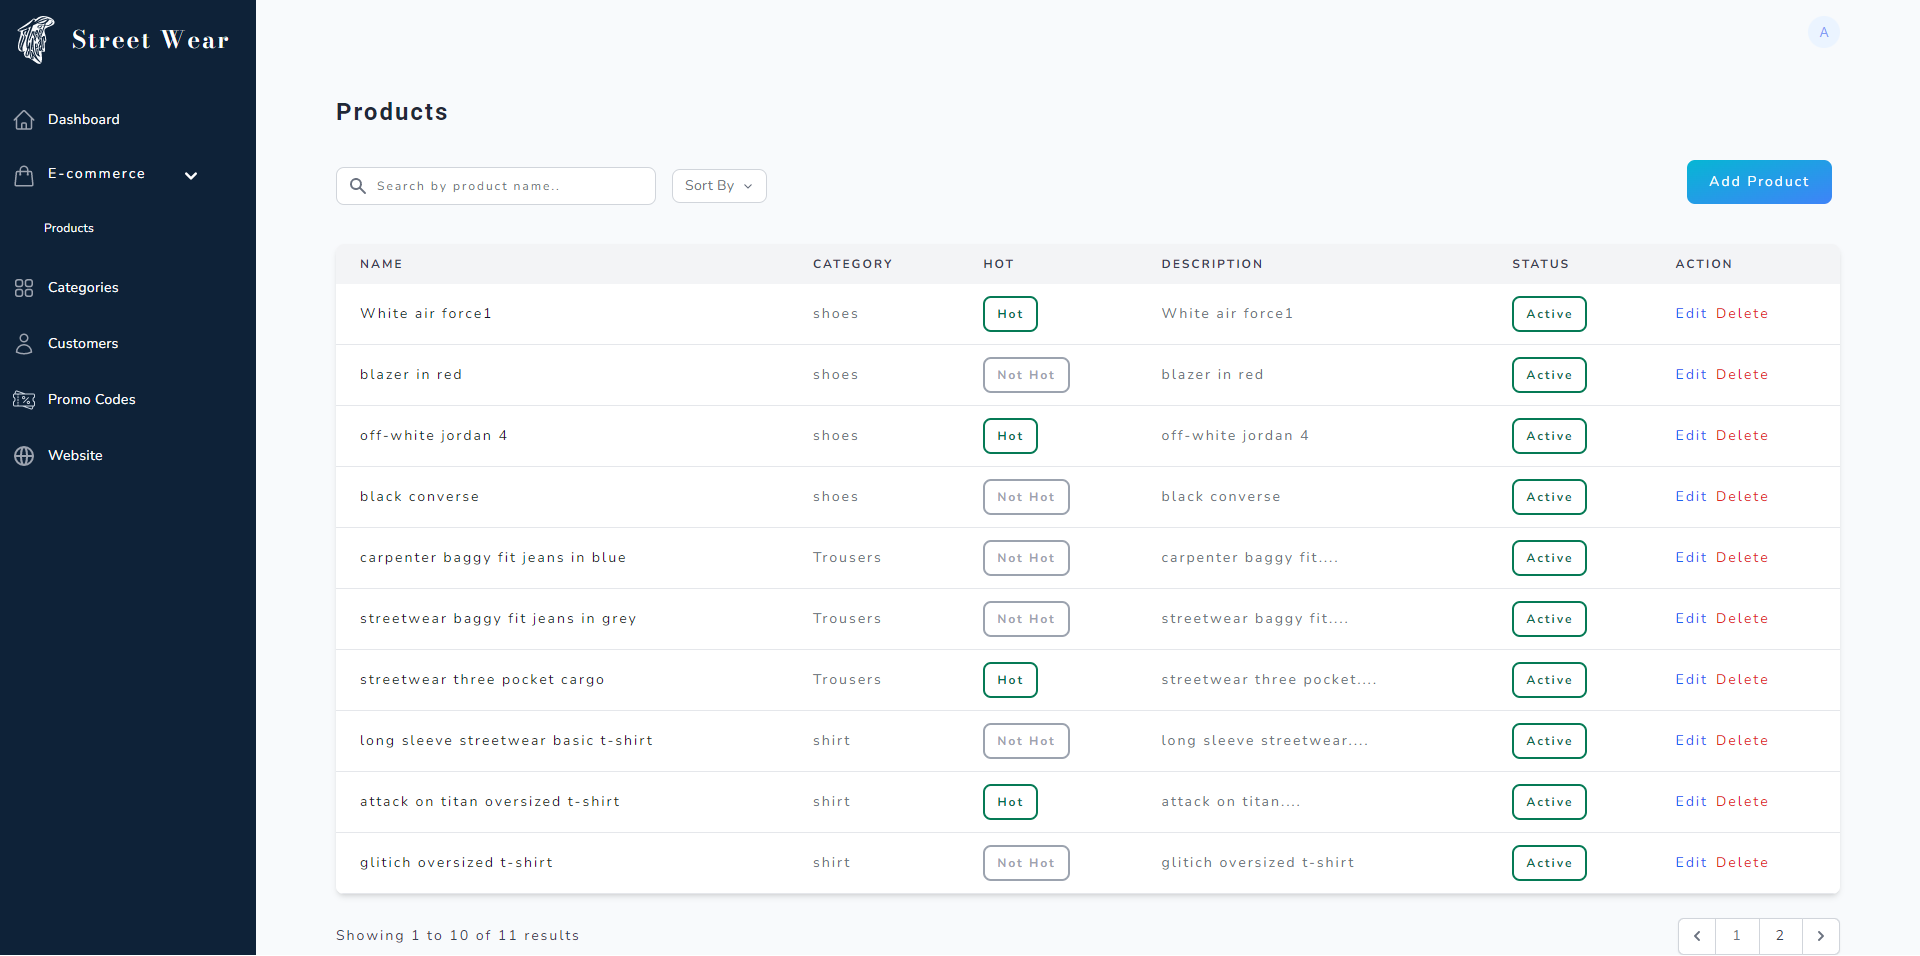 Street Wear
A
Dashboard
E-commerce
Products
Categories
Customers
Promo Codes
Website
Products
Search by product name..
Sort By
Add Product
NAME CATEGORY HOT DESCRIPTION STATUS ACTION
White air force1 shoes Hot White air force1 Active Edit Delete
blazer in red shoes Not Hot blazer in red Active Edit Delete
off-white jordan 4 shoes Hot off-white jordan 4 Active Edit Delete
black converse shoes Not Hot black converse Active Edit Delete
carpenter baggy fit jeans in blue Trousers Not Hot carpenter baggy fit.... Active Edit Delete
streetwear baggy fit jeans in grey Trousers Not Hot streetwear baggy fit.... Active Edit Delete
streetwear three pocket cargo Trousers Hot streetwear three pocket.... Active Edit Delete
long sleeve streetwear basic t-shirt shirt Not Hot long sleeve streetwear.... Active Edit Delete
attack on titan oversized t-shirt shirt Hot attack on titan.... Active Edit Delete
glitich oversized t-shirt shirt Not Hot glitich oversized t-shirt Active Edit Delete
Showing 1 to 10 of 11 results
1 2